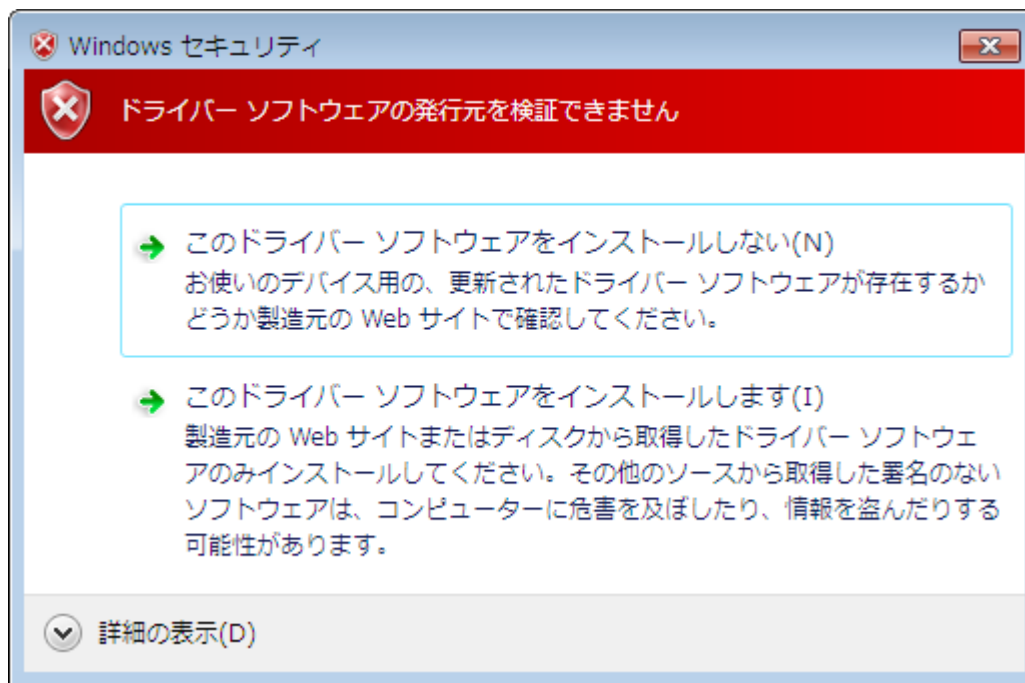 Windows セキュリティ
ドライバー ソフトウェアの発行元を検証できません
このドライバー ソフトウェアをインストールしない(N)
お使いのデバイス用の、更新されたドライバー ソフトウェアが存在するか
どうか製造元の Web サイトで確認してください。
このドライバー ソフトウェアをインストールします(I)
製造元の Web サイトまたはディスクから取得したドライバー ソフトウェ
アのみインストールしてください。その他のソースから取得した署名のない
ソフトウェアは、コンピューターに危害を及ぼしたり、情報を盗んだりする
可能性があります。
詳細の表示(D)